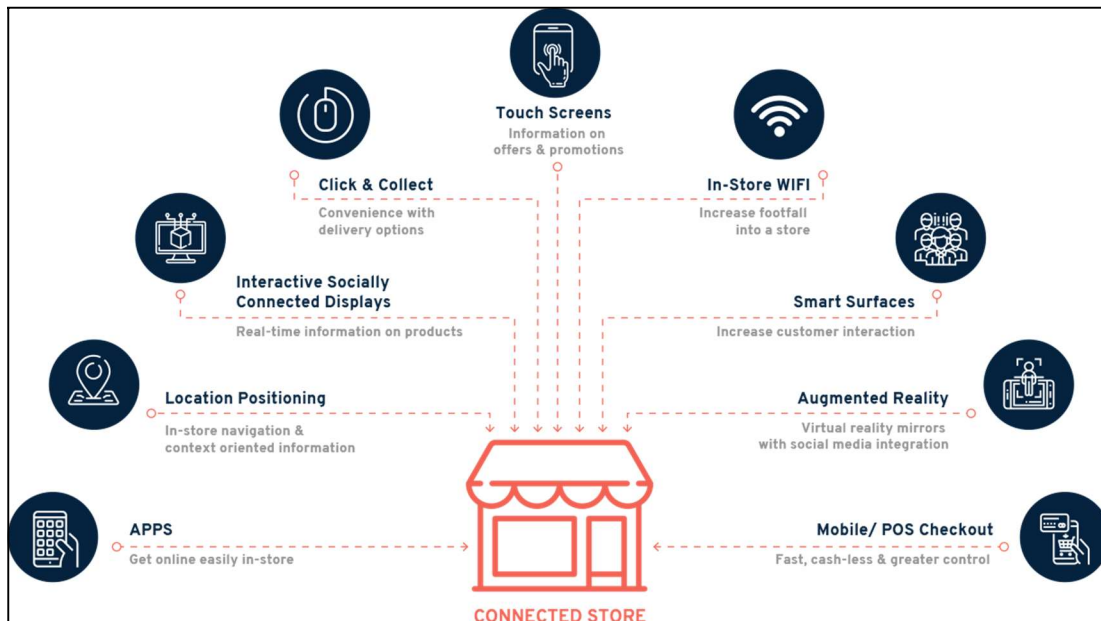 Touch Screens
Information on
offers & promotions
Click & Collect
Convenience with
delivery options
In-Store WIFI
Increase footfall
into a store
Interactive Socially
Connected Displays
Real-time information on products
Smart Surfaces
Increase customer interaction
Location Positioning
In-store navigation &
context oriented information
Augmented Reality
Virtual reality mirrors
with social media integration
APPS
Get online easily in-store
Mobile/ POS Checkout
Fast, cash-less & greater control
CONNECTED STORE